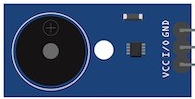 VCC I/O GND